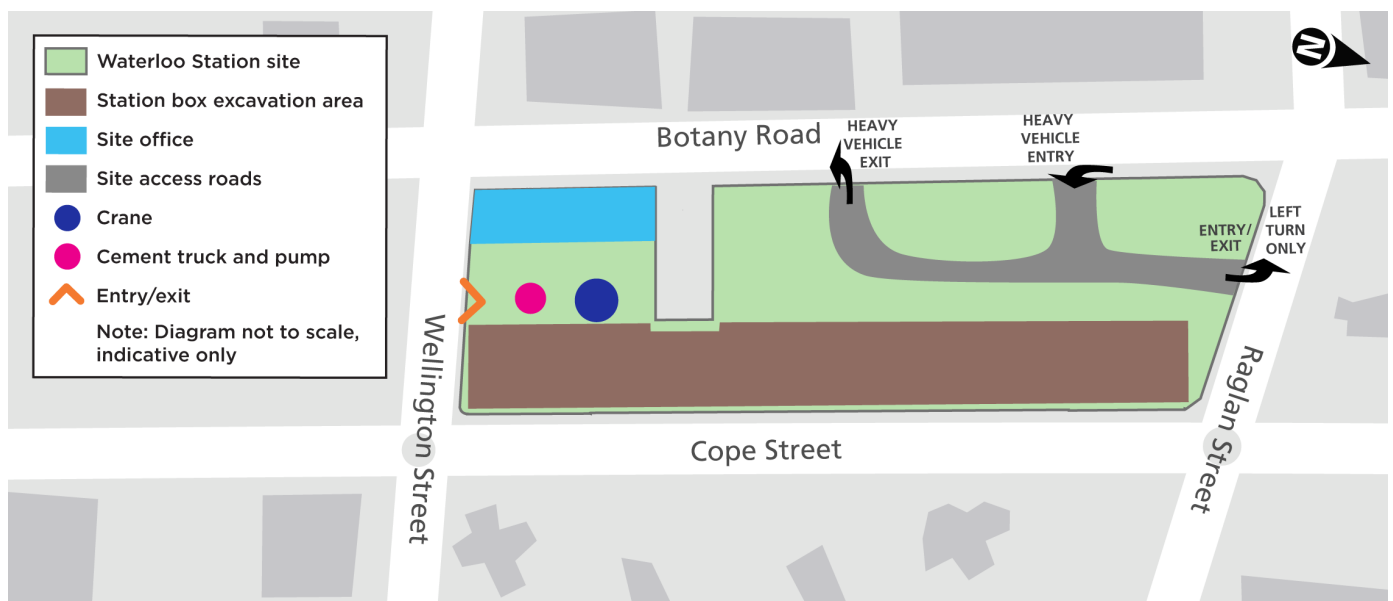 Waterloo Station site
Station box excavation area
Site office
Site access roads
Crane
Cement truck and pump
Entry/exit
Note: Diagram not to scale,
indicative only
N
Botany Road
HEAVY
VEHICLE
EXIT
HEAVY
VEHICLE
ENTRY
ENTRY/
EXIT
LEFT
TURN
ONLY
Wellington Street
Cope Street
Raglan Street